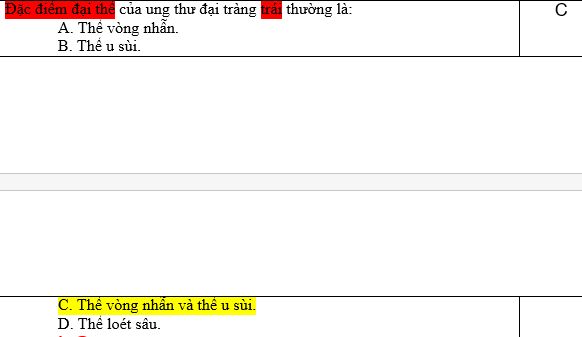 Đặc điểm đại thể của ung thư đại tràng trái thường là:
C
A. Thể vòng nhẫn.
B. Thể u sùi.
C. Thể vòng nhẫn và thể u sùi.
D. Thể loét sâu.